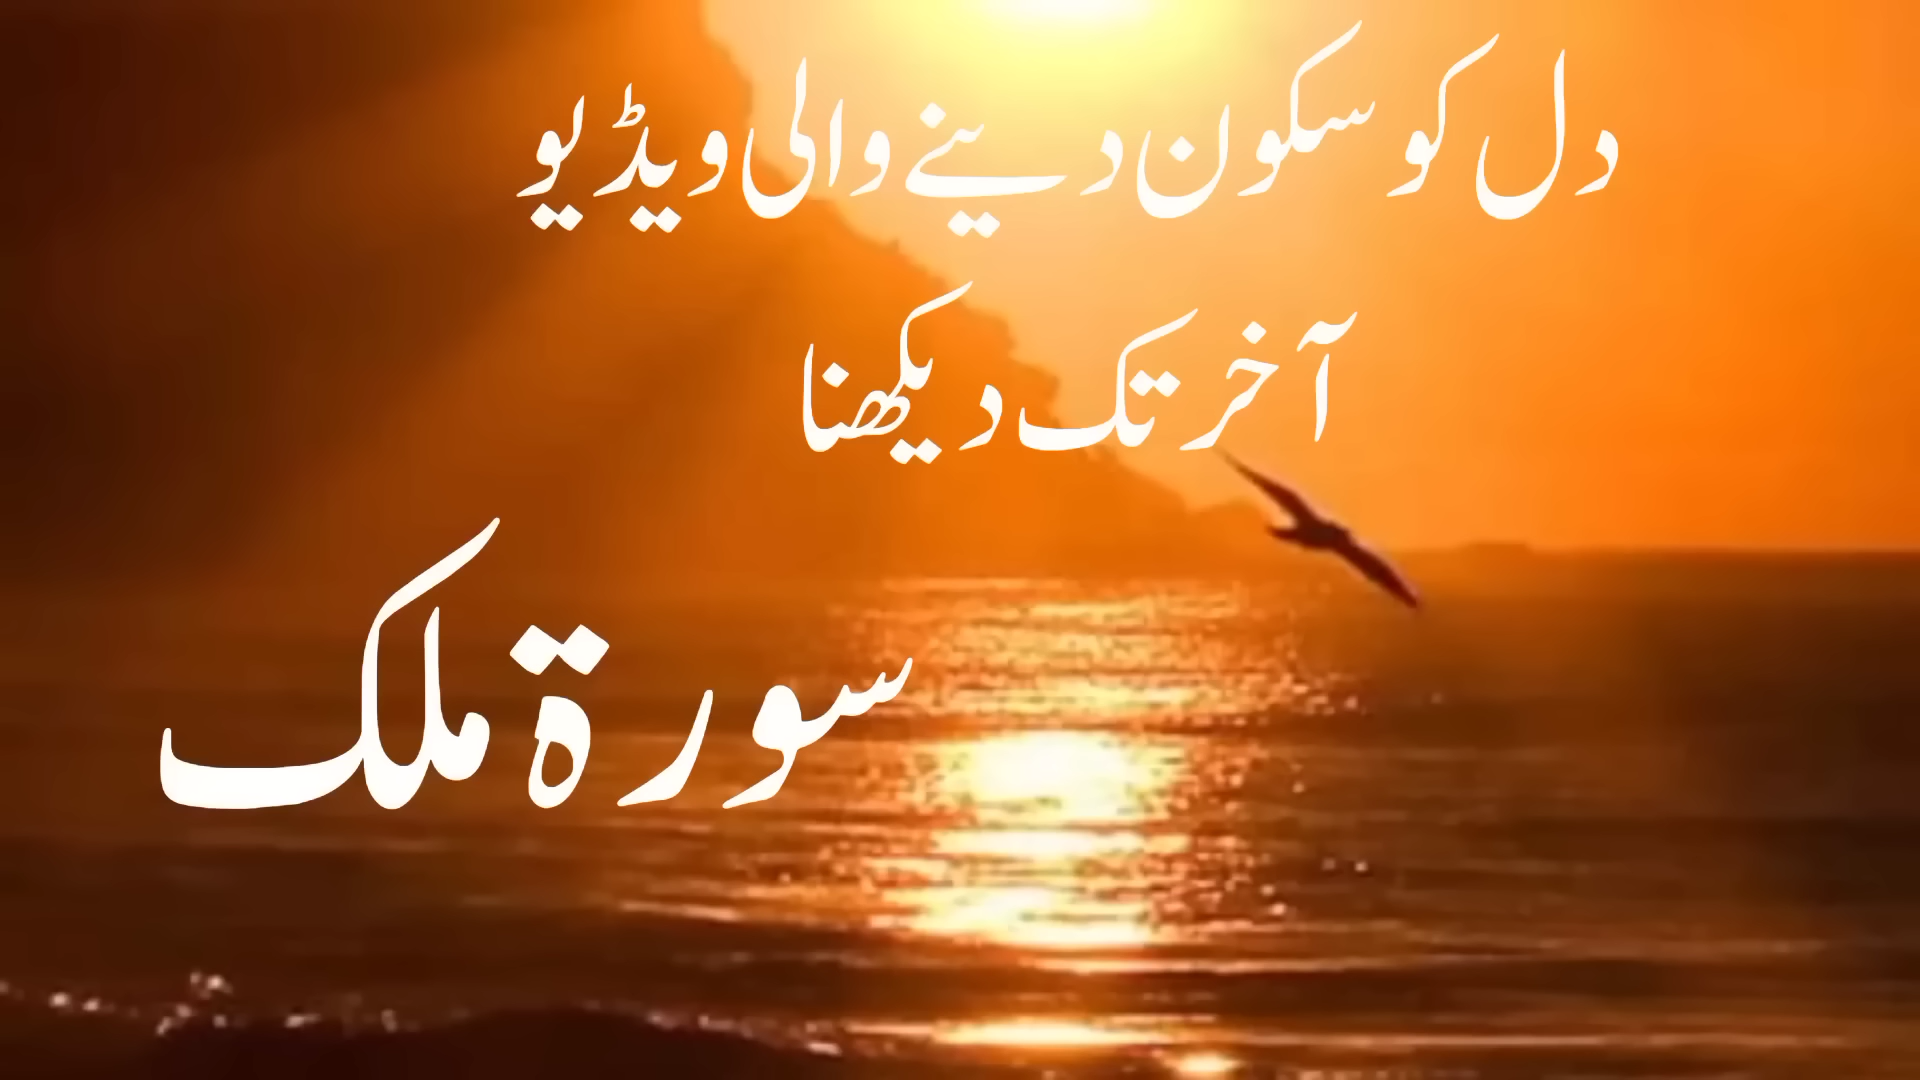 دل کو سکون دینے والی ویڈیو
آخر تک دیکھنا
سورۃ ملک